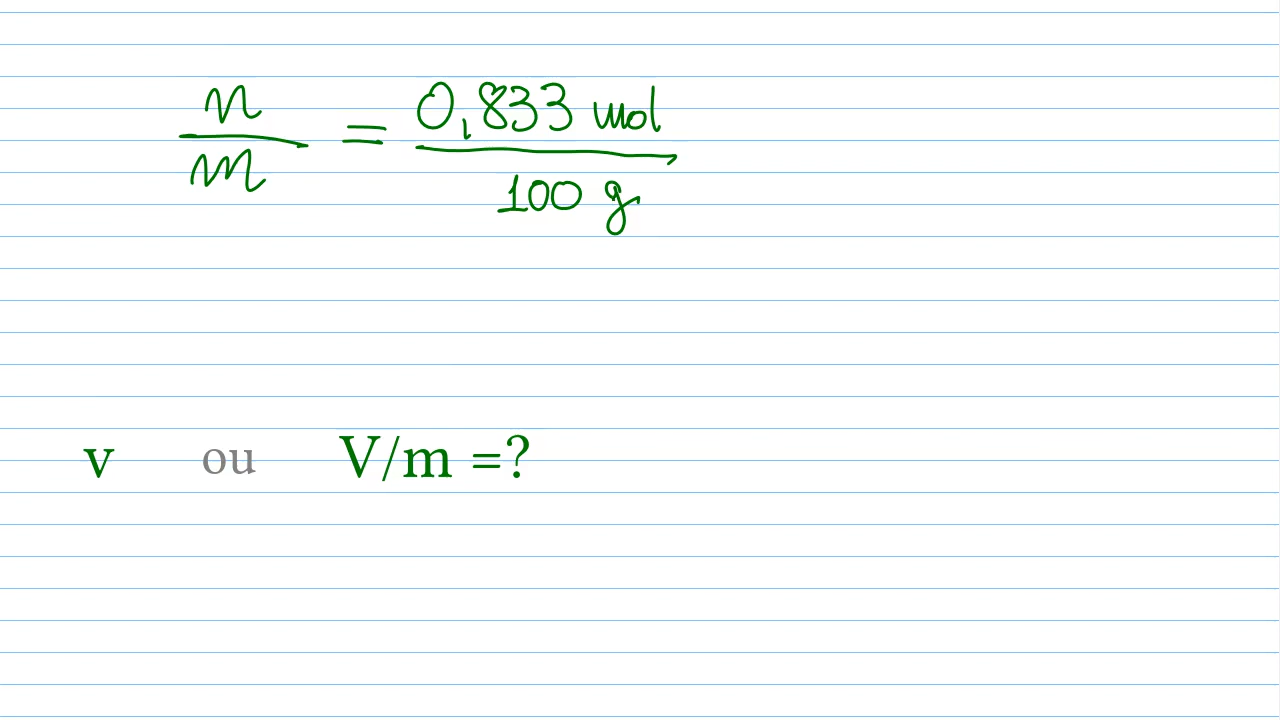 n/m = 0,833 mol/100 g
v ou V/m =?